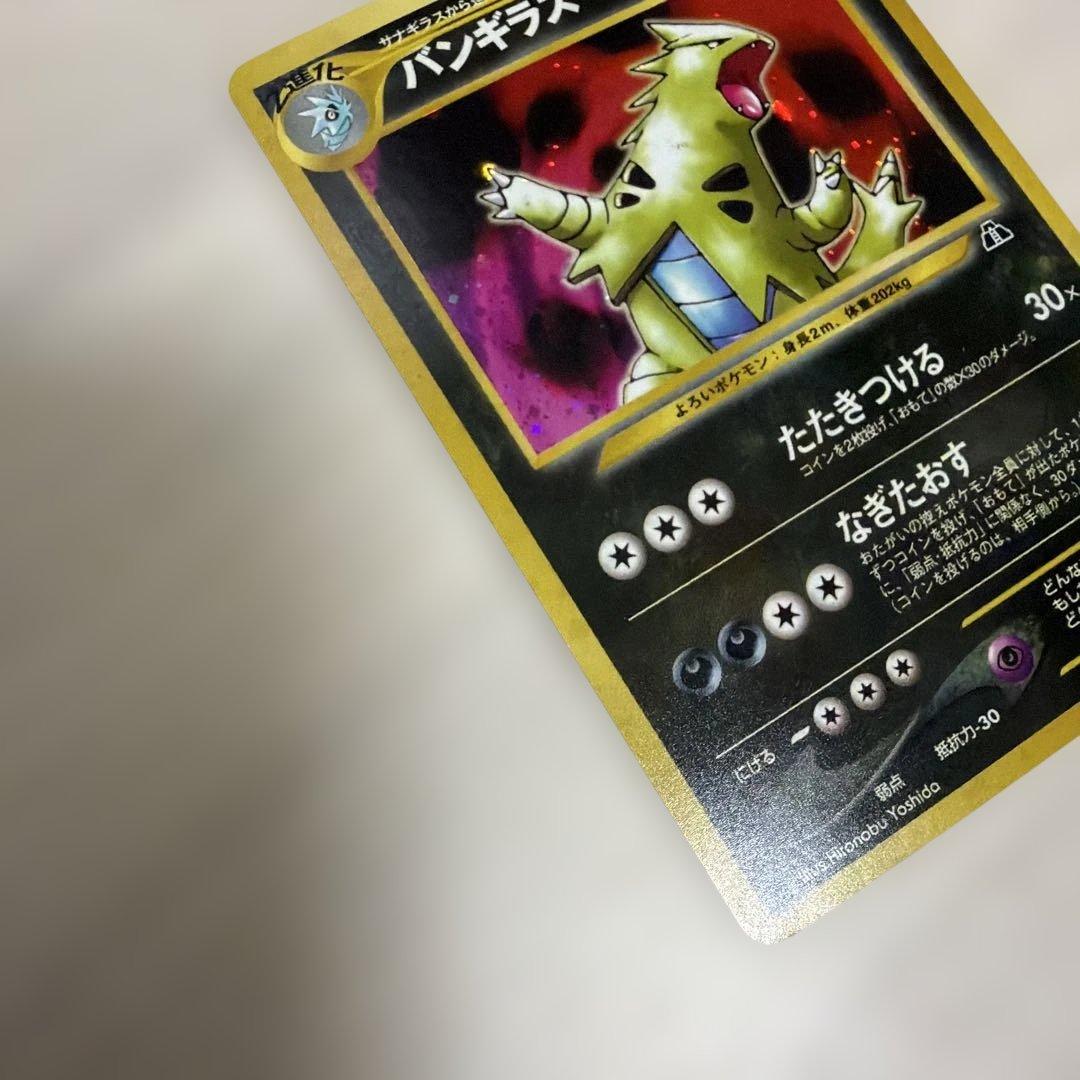 サナギラスから進
2進化
バンギラス
よろいポケモン：身長2m、体重202kg
たたきつける
30×
コインを2枚投げ、「おもて」の数×30のダメージ。
なぎたおす
おたがいの控えポケモン全員に対して、1
ずつコインを投げ、「おもて」が出たポケ
に、「弱点・抵抗力」に関係なく、30ダ
（コインを投げるのは、相手側から。）
どんな
もし
ど
にげる
弱点
抵抗力-30
Illus. Hironobu Yoshida